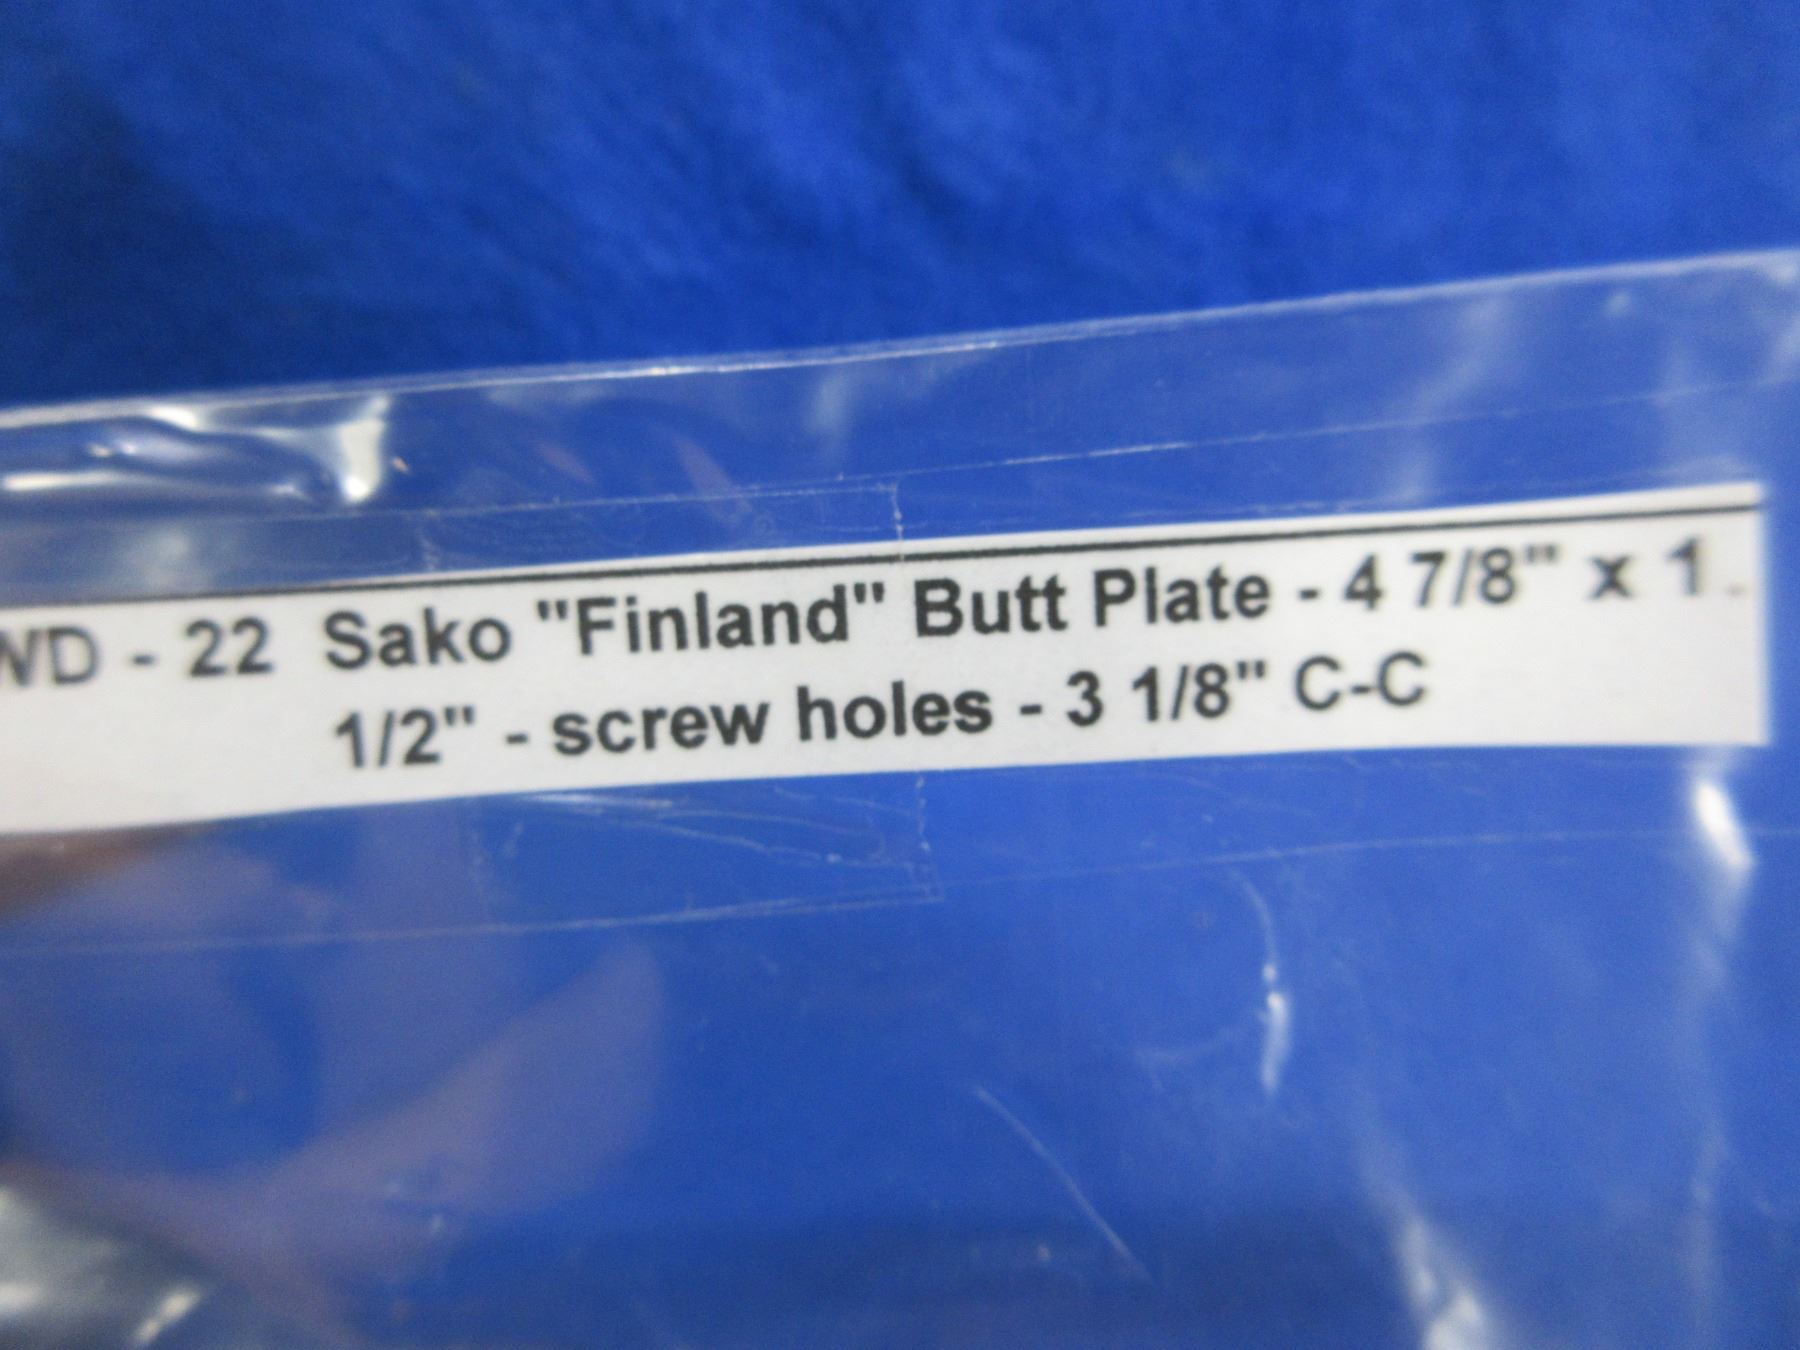 WD - 22 Sako "Finland" Butt Plate - 4 7/8" x 1
1/2" - screw holes - 3 1/8" C-C